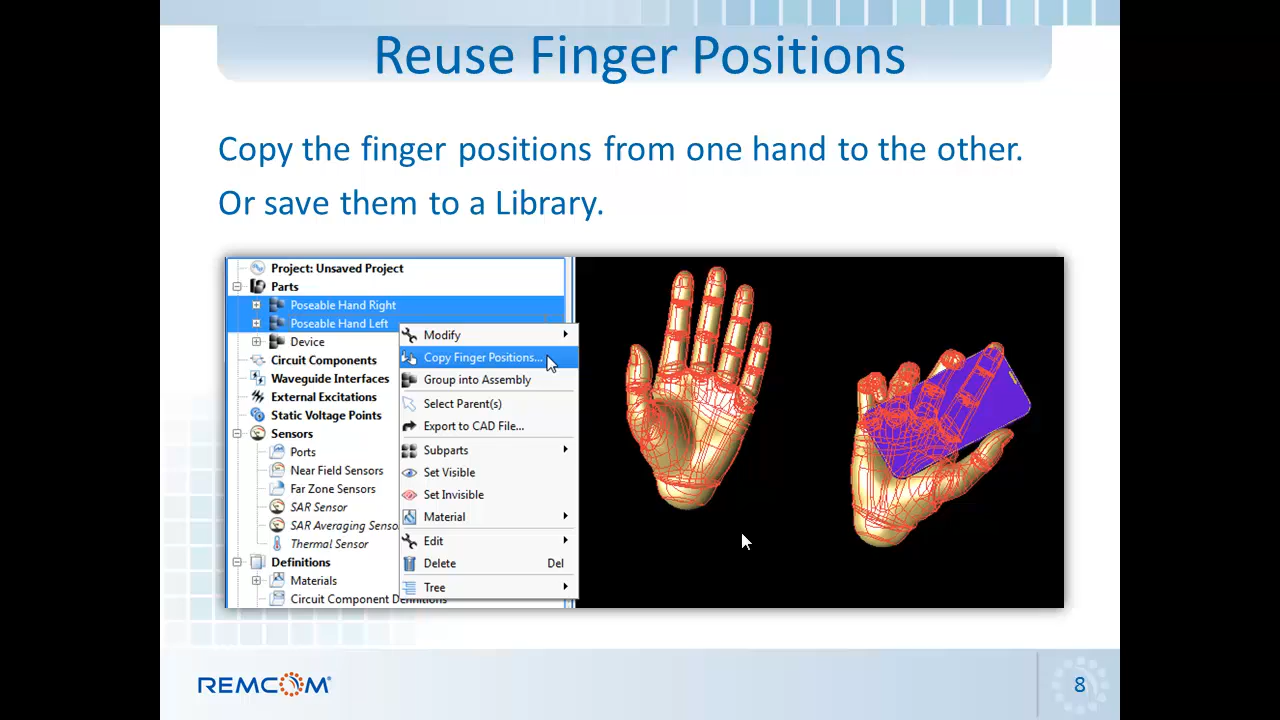 Reuse Finger Positions
Copy the finger positions from one hand to the other.
Or save them to a Library.
Project: Unsaved Project
Parts
Poseable Hand Right
Poseable Hand Left
Device
Circuit Components
Waveguide Interfaces
External Excitations
Static Voltage Points
Sensors
Ports
Near Field Sensors
Far Zone Sensors
SAR Sensor
SAR Averaging Senso
Thermal Sensor
Definitions
Materials
Circuit Component Definitions
Modify
Copy Finger Positions...
Group into Assembly
Select Parent(s)
Export to CAD File...
Subparts
Set Visible
Set Invisible
Material
Edit
Delete Del
Tree
REMCOM®
8